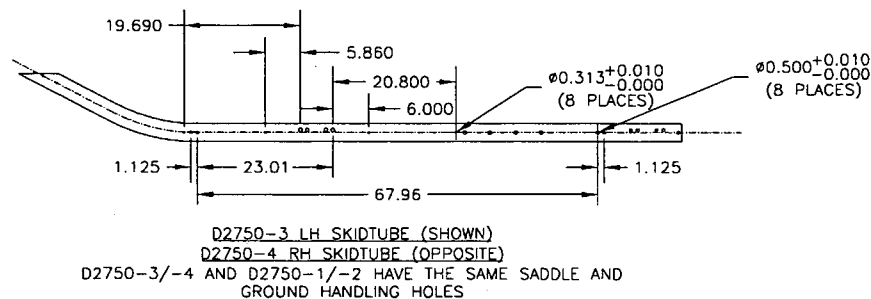 19.690
5.860
20.800
6.000
ø0.313+0.010
-0.000
(8 PLACES)
ø0.500+0.010
-0.000
(8 PLACES)
1.125
23.01
1.125
67.96
D2750-3 LH SKIDTUBE (SHOWN)
D2750-4 RH SKIDTUBE (OPPOSITE)
D2750-3/-4 AND D2750-1/-2 HAVE THE SAME SADDLE AND
GROUND HANDLING HOLES